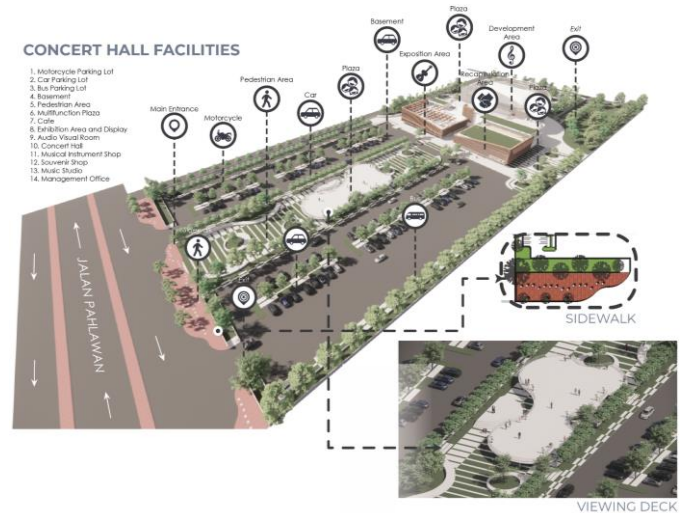 CONCERT HALL FACILITIES
1. Motorcycle Parking Lot
2. Car Parking Lot
3. Bus Parking Lot
4. Basement
5. Pedestrian Area
6. Multifunction Plaza
7. Cafe
8. Exhibition Area and Display
9. Audio Visual Room
10. Concert Hall
11. Musical Instrument Shop
12. Souvenir Shop
13. Music Studio
14. Management Office
Main Entrance
Motorcycle
Pedestrian Area
Car
Plaza
Basement
Exposition Area
Plaza
Development
Area
Exit
Area
Plaza
Exit
JALAN PAHLAWAN
SIDEWALK
VIEWING DECK